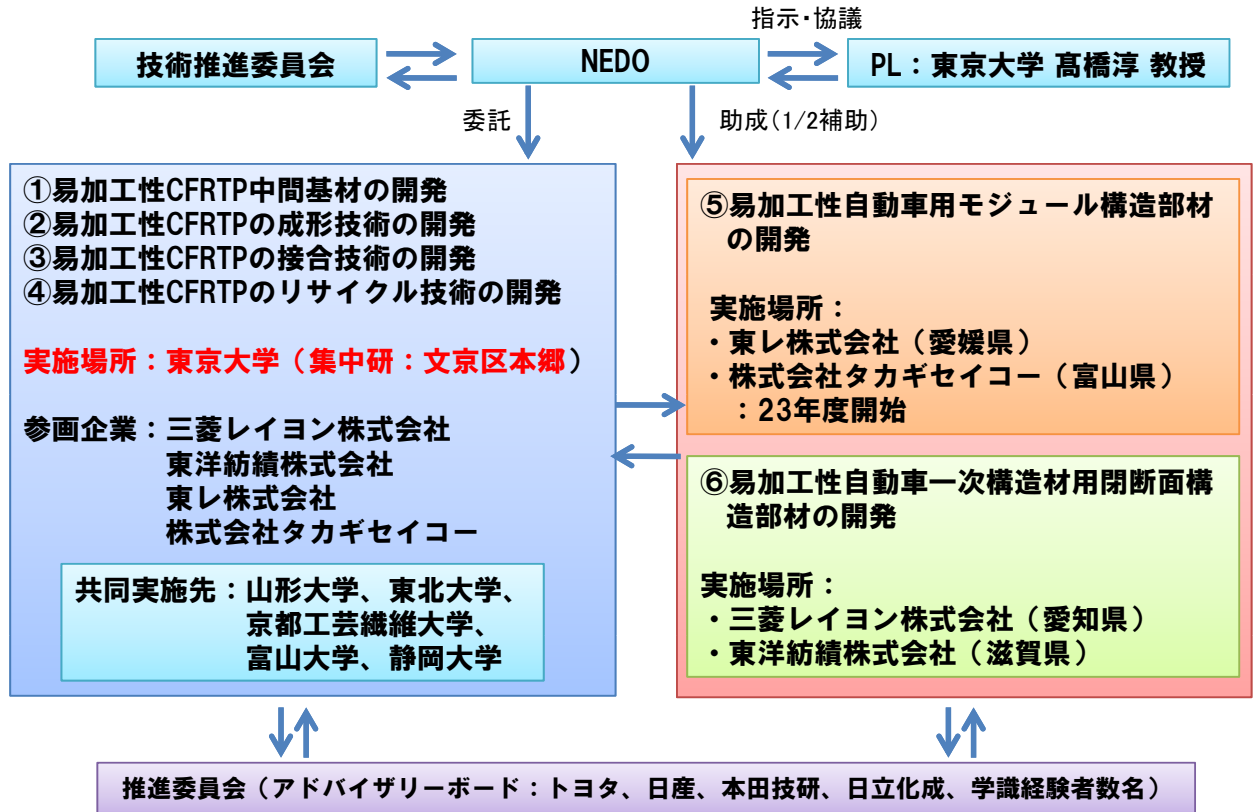 指示・協議
技術推進委員会
NEDO
PL：東京大学 髙橋淳 教授
委託
助成(1/2補助)
①易加工性CFRTP中間基材の開発
②易加工性CFRTPの成形技術の開発
③易加工性CFRTPの接合技術の開発
④易加工性CFRTPのリサイクル技術の開発
実施場所：東京大学（集中研：文京区本郷）
参画企業：三菱レイヨン株式会社
東洋紡績株式会社
東レ株式会社
株式会社タカギセイコー
共同実施先：山形大学、東北大学、
京都工芸繊維大学、
富山大学、静岡大学
⑤易加工性自動車用モジュール構造部材
の開発
実施場所：
・東レ株式会社（愛媛県）
・株式会社タカギセイコー（富山県）
：23年度開始
⑥易加工性自動車一次構造材用閉断面構
造部材の開発
実施場所：
・三菱レイヨン株式会社（愛知県）
・東洋紡績株式会社（滋賀県）
推進委員会（アドバイザリーボード：トヨタ、日産、本田技研、日立化成、学識経験者数名）